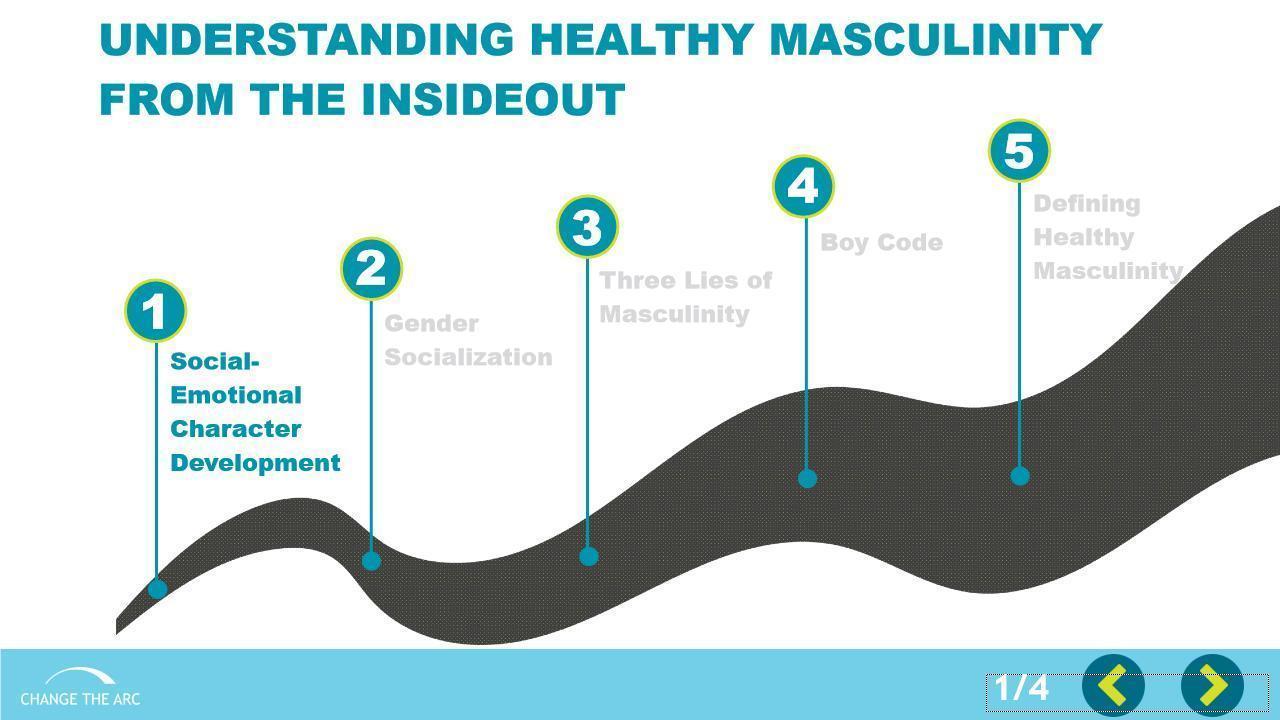 UNDERSTANDING HEALTHY MASCULINITY
FROM THE INSIDEOUT
1
Social-
Emotional
Character
Development
2
Gender
Socialization
3
Three Lies of
Masculinity
4
Boy Code
5
Defining
Healthy
Masculinity
CHANGE THE ARC
1/4